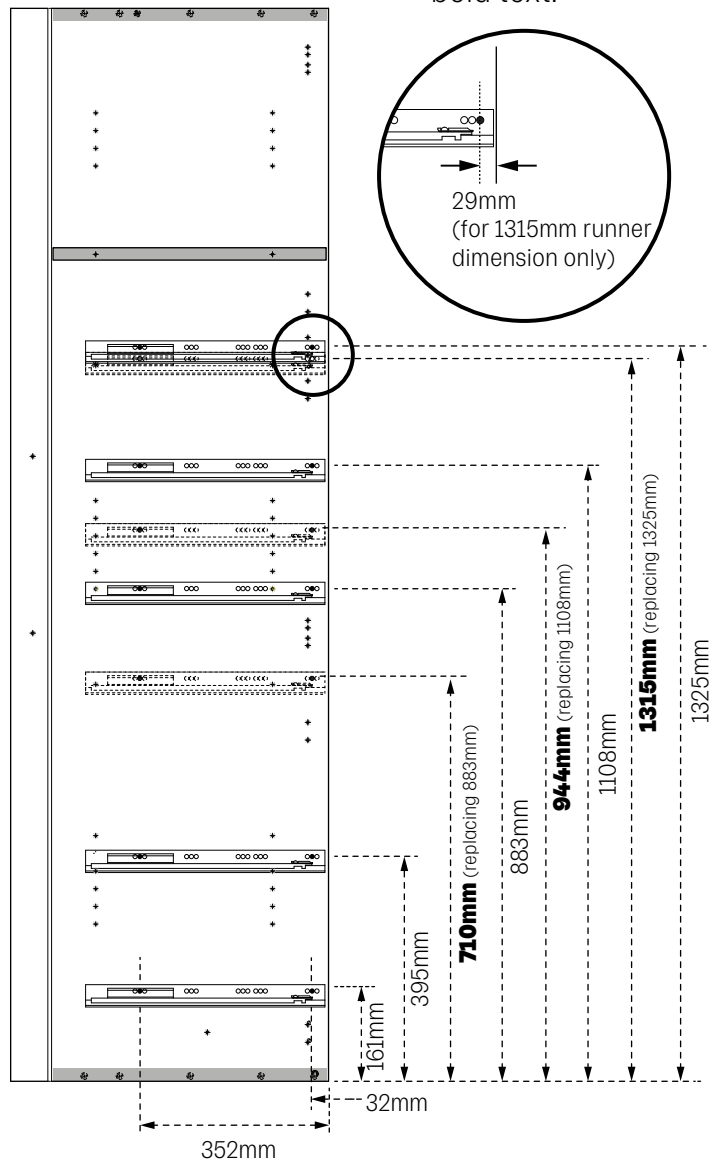 bold text.
29mm
(for 1315mm runner
dimension only)
1315mm (replacing 1325mm)
1325mm
944mm (replacing 1108mm)
1108mm
710mm (replacing 883mm)
883mm
395mm
161mm
32mm
352mm